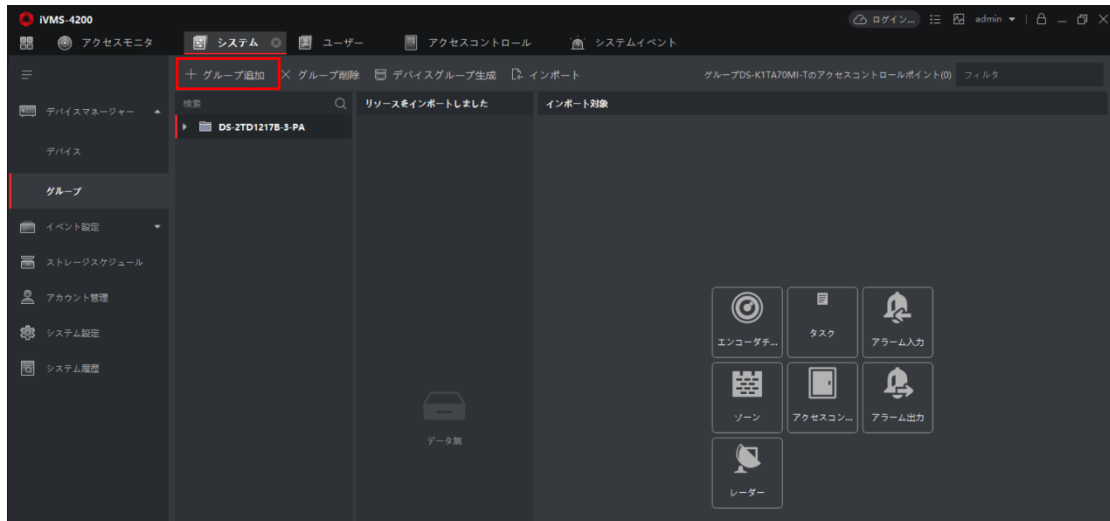 iVMS-4200 ログイン... admin
アクセスモニタ システム ユーザー アクセスコントロール システムイベント
グループ追加 グループ削除 デバイスグループ生成 インポート グループDS-K1TA70MI-Tのアクセスコントロールポイント(0) フィルタ
デバイスマネージャー 検索 リソースをインポートしました インポート対象
DS-2TD1217B-3-PA
デバイス
グループ
イベント設定
ストレージスケジュール
アカウント管理
システム設定
システム履歴
エンコーダチ... タスク アラーム入力
ゾーン アクセスコン... アラーム出力
データ無
レーダー